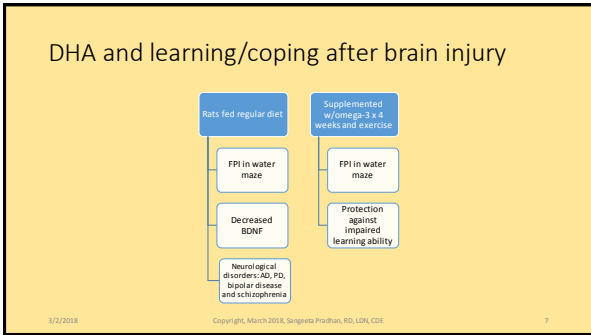 DHA and learning/coping after brain injury
Rats fed regular diet
FPI in water
maze
Decreased
BDNF
Neurological
disorders: AD, PD,
bipolar disease
and schizophrenia
Supplemented
w/omega-3 x 4
weeks and exercise
FPI in water
maze
Protection
against
impaired
learning ability
3/2/2018
Copyright, March 2018, Sangeeta Pradhan, RD, LDN, CDE
7